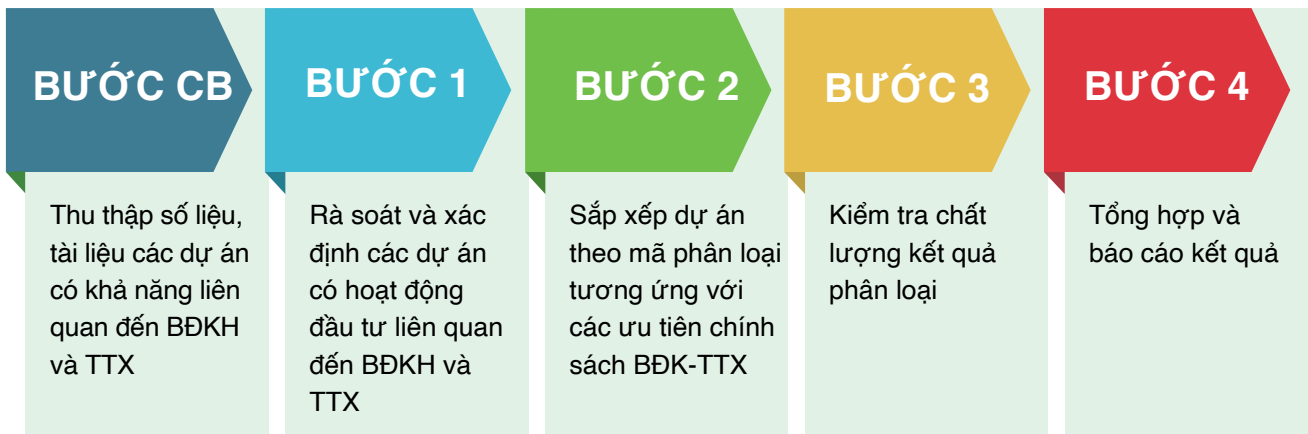 BƯỚC CB
Thu thập số liệu,
tài liệu các dự án
có khả năng liên
quan đến BĐKH
và TTX
BƯỚC 1
Rà soát và xác
định các dự án
có hoạt động
đầu tư liên quan
đến BĐKH và
TTX
BƯỚC 2
Sắp xếp dự án
theo mã phân loại
tương ứng với
các ưu tiên chính
sách BĐK-TTX
BƯỚC 3
Kiểm tra chất
lượng kết quả
phân loại
BƯỚC 4
Tổng hợp và
báo cáo kết quả